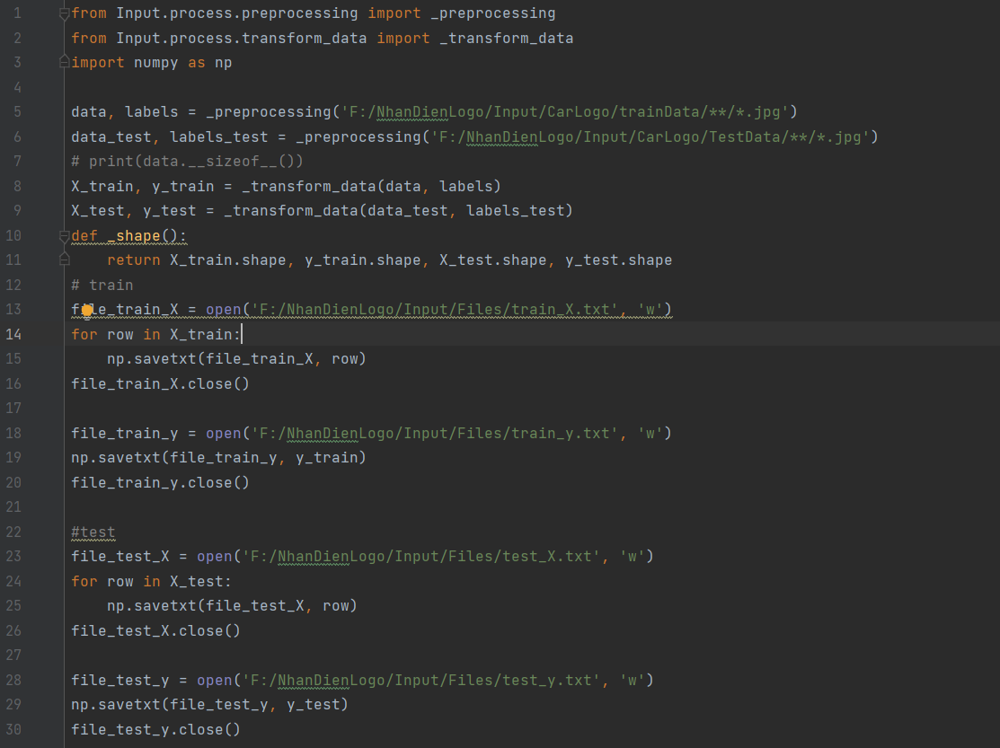 1 from Input.process.preprocessing import _preprocessing
2 from Input.process.transform_data import _transform_data
3 import numpy as np
4
5 data, labels = _preprocessing('F:/NhanDienLogo/Input/CarLogo/trainData/**/*.jpg')
6 data_test, labels_test = _preprocessing('F:/NhanDienLogo/Input/CarLogo/TestData/**/*.jpg')
7 # print(data.__sizeof__())
8 X_train, y_train = _transform_data(data, labels)
9 X_test, y_test = _transform_data(data_test, labels_test)
10 def _shape():
11     return X_train.shape, y_train.shape, X_test.shape, y_test.shape
12 # train
13 file_train_X = open('F:/NhanDienLogo/Input/Files/train_X.txt', 'w')
14 for row in X_train:
15     np.savetxt(file_train_X, row)
16 file_train_X.close()
17
18 file_train_y = open('F:/NhanDienLogo/Input/Files/train_y.txt', 'w')
19 np.savetxt(file_train_y, y_train)
20 file_train_y.close()
21
22 #test
23 file_test_X = open('F:/NhanDienLogo/Input/Files/test_X.txt', 'w')
24 for row in X_test:
25     np.savetxt(file_test_X, row)
26 file_test_X.close()
27
28 file_test_y = open('F:/NhanDienLogo/Input/Files/test_y.txt', 'w')
29 np.savetxt(file_test_y, y_test)
30 file_test_y.close()